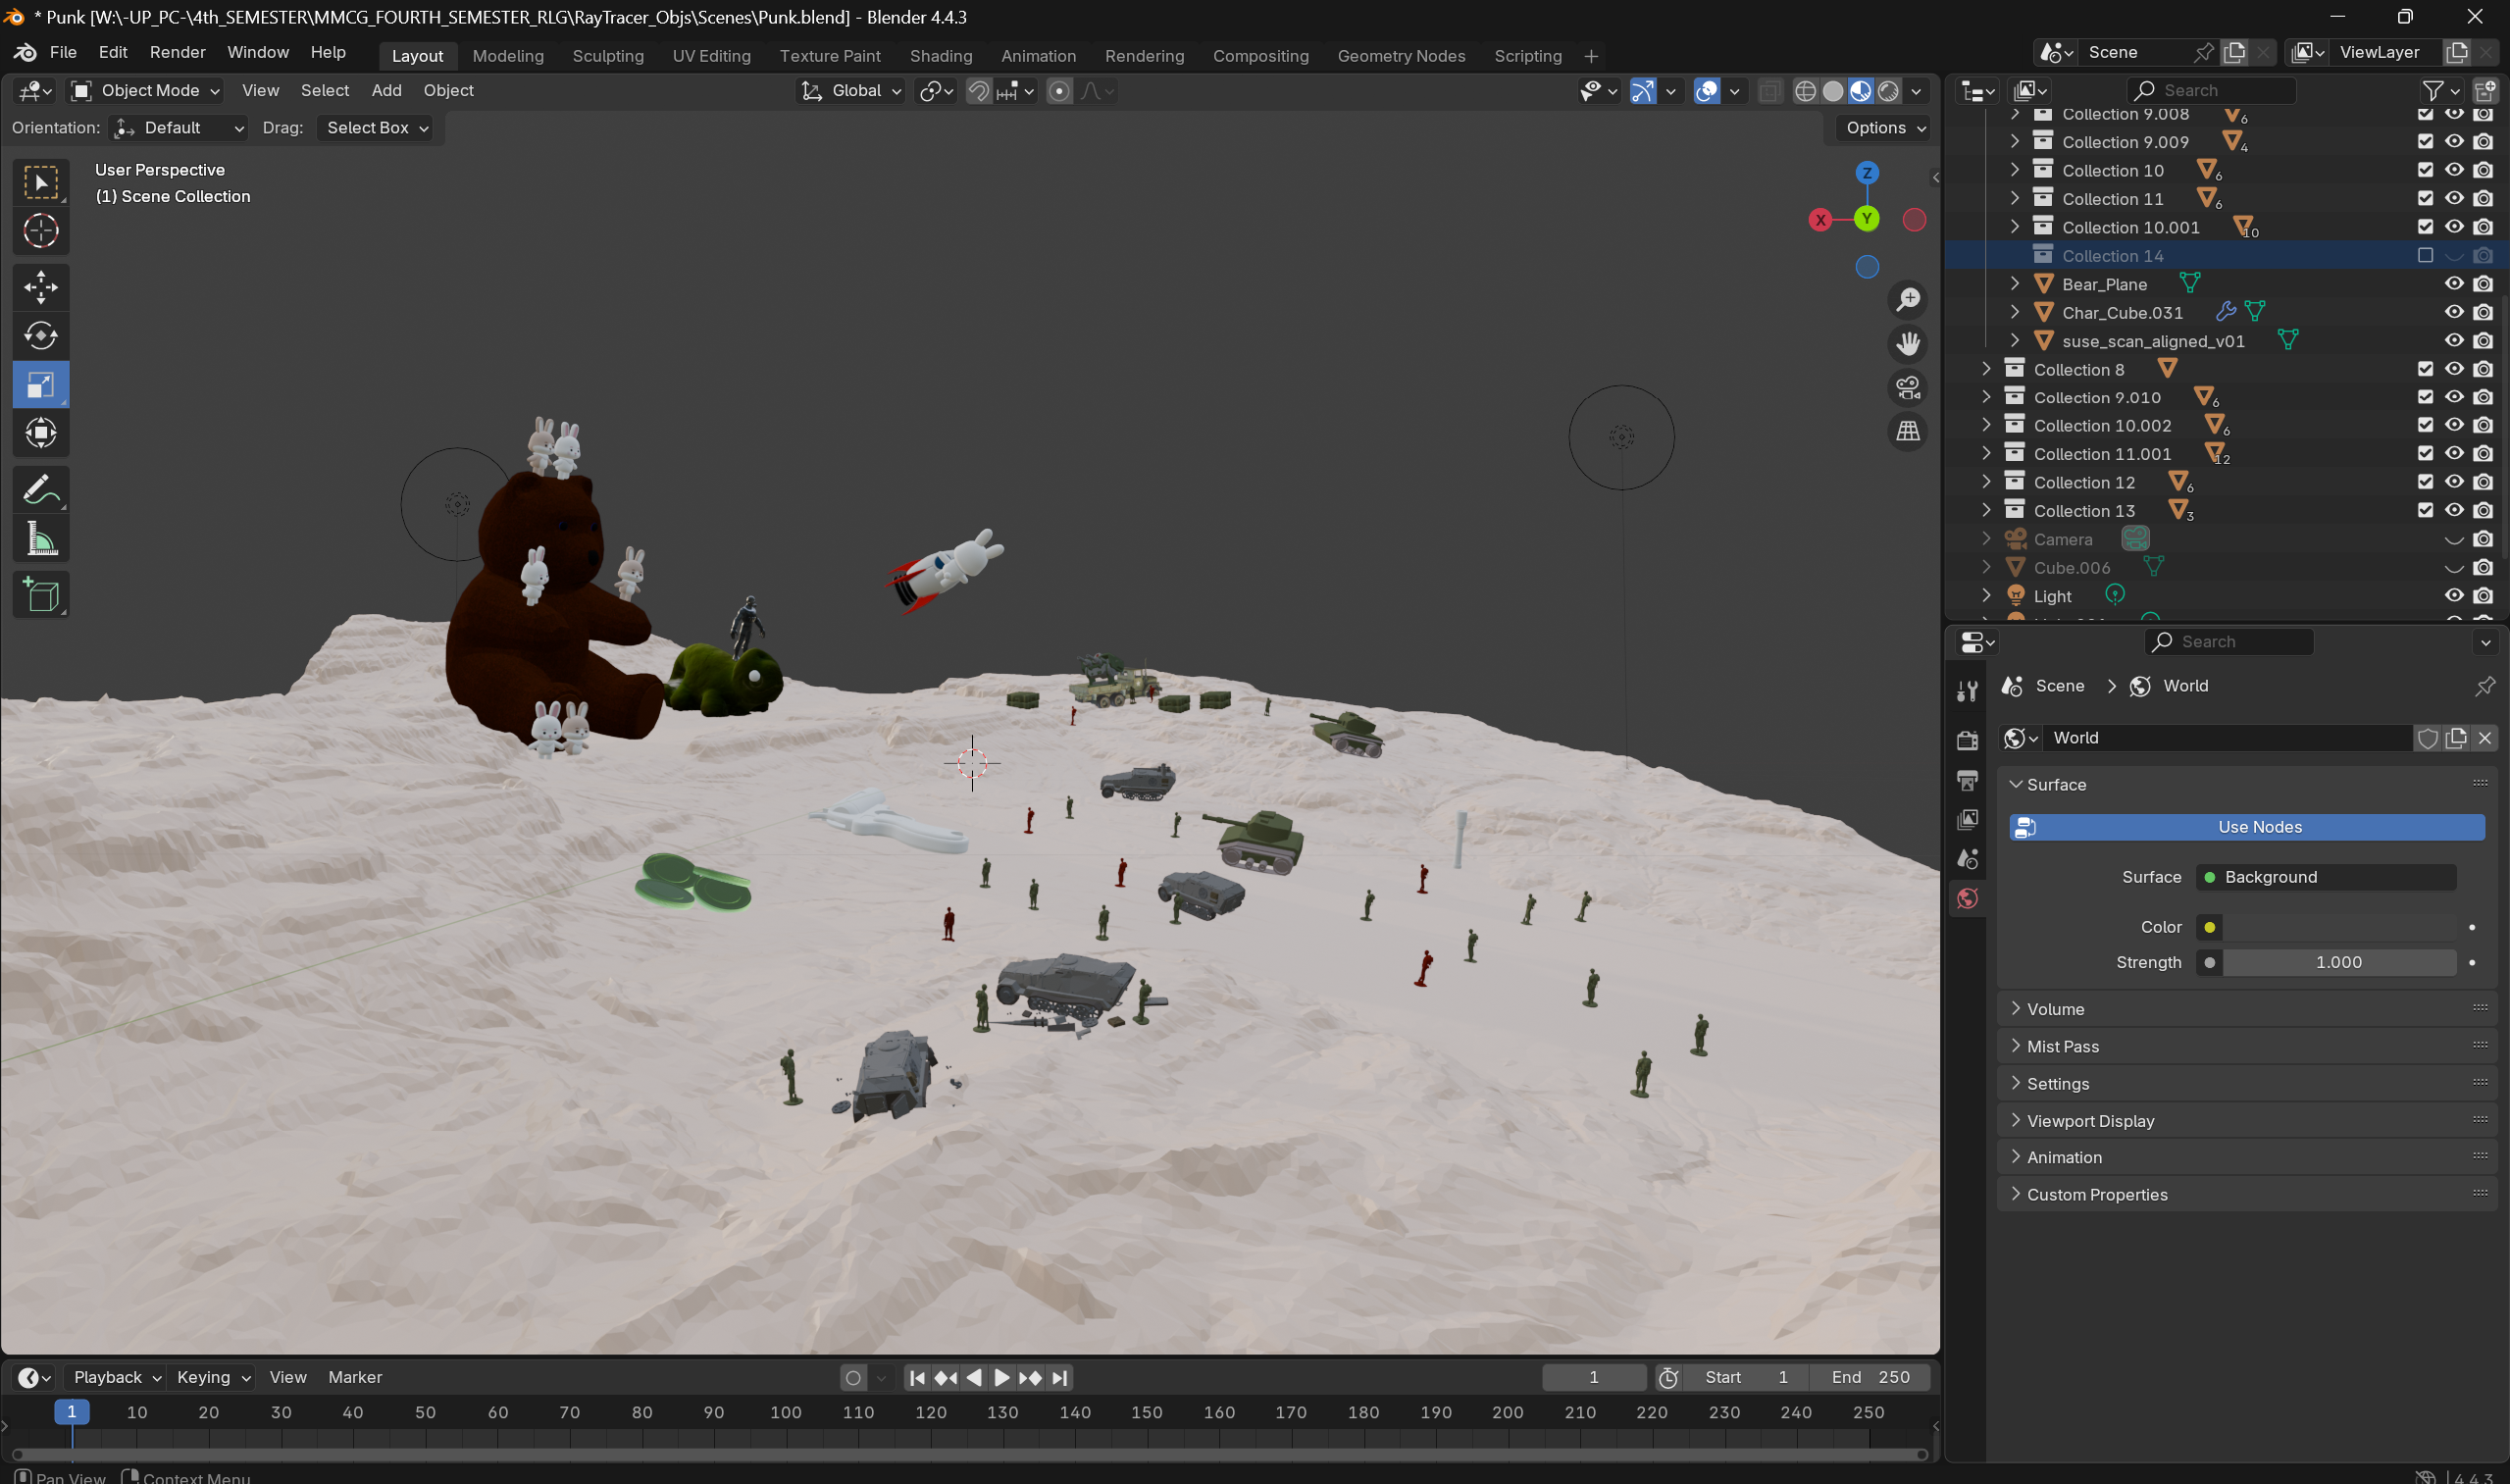 * Punk [W:\-UP_PC-\4th_SEMESTER\MMCG_FOURTH_SEMESTER_RLG\RayTracer_Objs\Scenes\Punk.blend] - Blender 4.4.3
File Edit Render Window Help Layout Modeling Sculpting UV Editing Texture Paint Shading Animation Rendering Compositing Geometry Nodes Scripting + Scene ViewLayer
Object Mode View Select Add Object Global
Orientation: Default Drag: Select Box Options
User Perspective
(1) Scene Collection
Z
X
Y
Search
Collection 9.008 6
Collection 9.009 4
Collection 10 6
Collection 11 6
Collection 10.001 10
Collection 14
Bear_Plane
Char_Cube.031
suse_scan_aligned_v01
Collection 8
Collection 9.010 6
Collection 10.002 6
Collection 11.001 12
Collection 12 6
Collection 13 3
Camera
Cube.006
Light
Search
Scene > World
World
Surface
Use Nodes
Surface Background
Color
Strength 1.000
Volume
Mist Pass
Settings
Viewport Display
Animation
Custom Properties
Playback Keying View Marker 1 Start 1 End 250
1 10 20 30 40 50 60 70 80 90 100 110 120 130 140 150 160 170 180 190 200 210 220 230 240 250
Pan View Context Menu 4.4.3